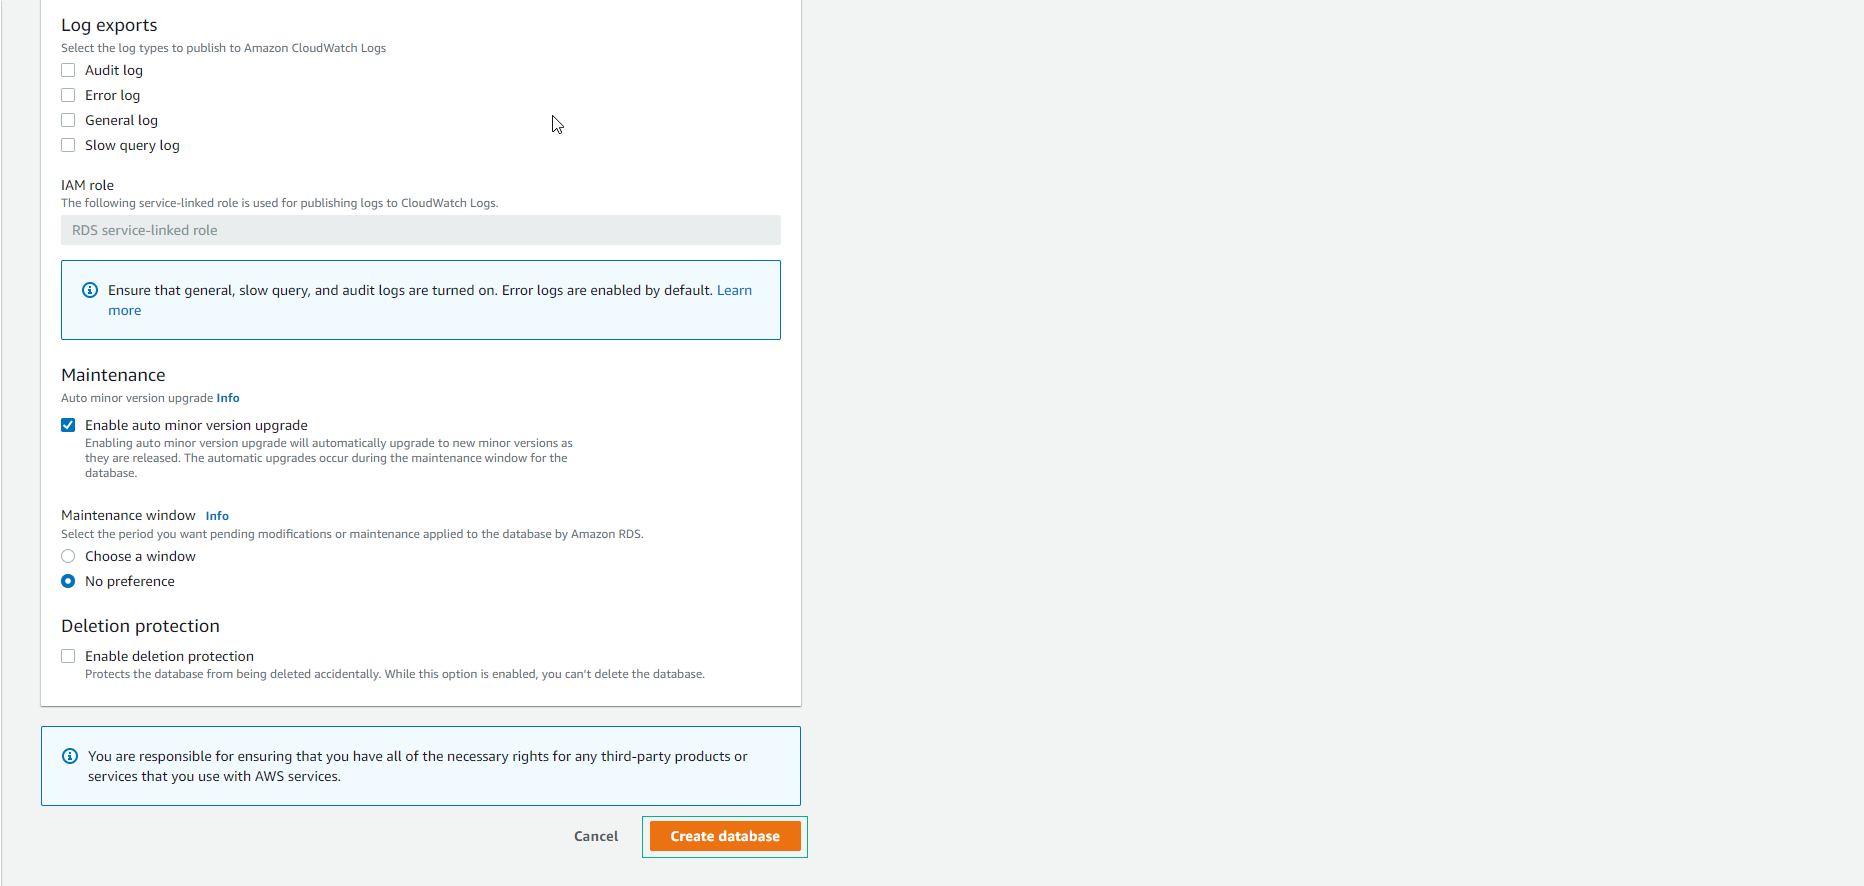 Log exports
Select the log types to publish to Amazon CloudWatch Logs
Audit log
Error log
General log
Slow query log
IAM role
The following service-linked role is used for publishing logs to CloudWatch Logs.
RDS service-linked role
Ensure that general, slow query, and audit logs are turned on. Error logs are enabled by default. Learn
more
Maintenance
Auto minor version upgrade Info
Enable auto minor version upgrade
Enabling auto minor version upgrade will automatically upgrade to new minor versions as
they are released. The automatic upgrades occur during the maintenance window for the
database.
Maintenance window Info
Select the period you want pending modifications or maintenance applied to the database by Amazon RDS.
Choose a window
No preference
Deletion protection
Enable deletion protection
Protects the database from being deleted accidentally. While this option is enabled, you can't delete the database.
You are responsible for ensuring that you have all of the necessary rights for any third-party products or
services that you use with AWS services.
Cancel Create database